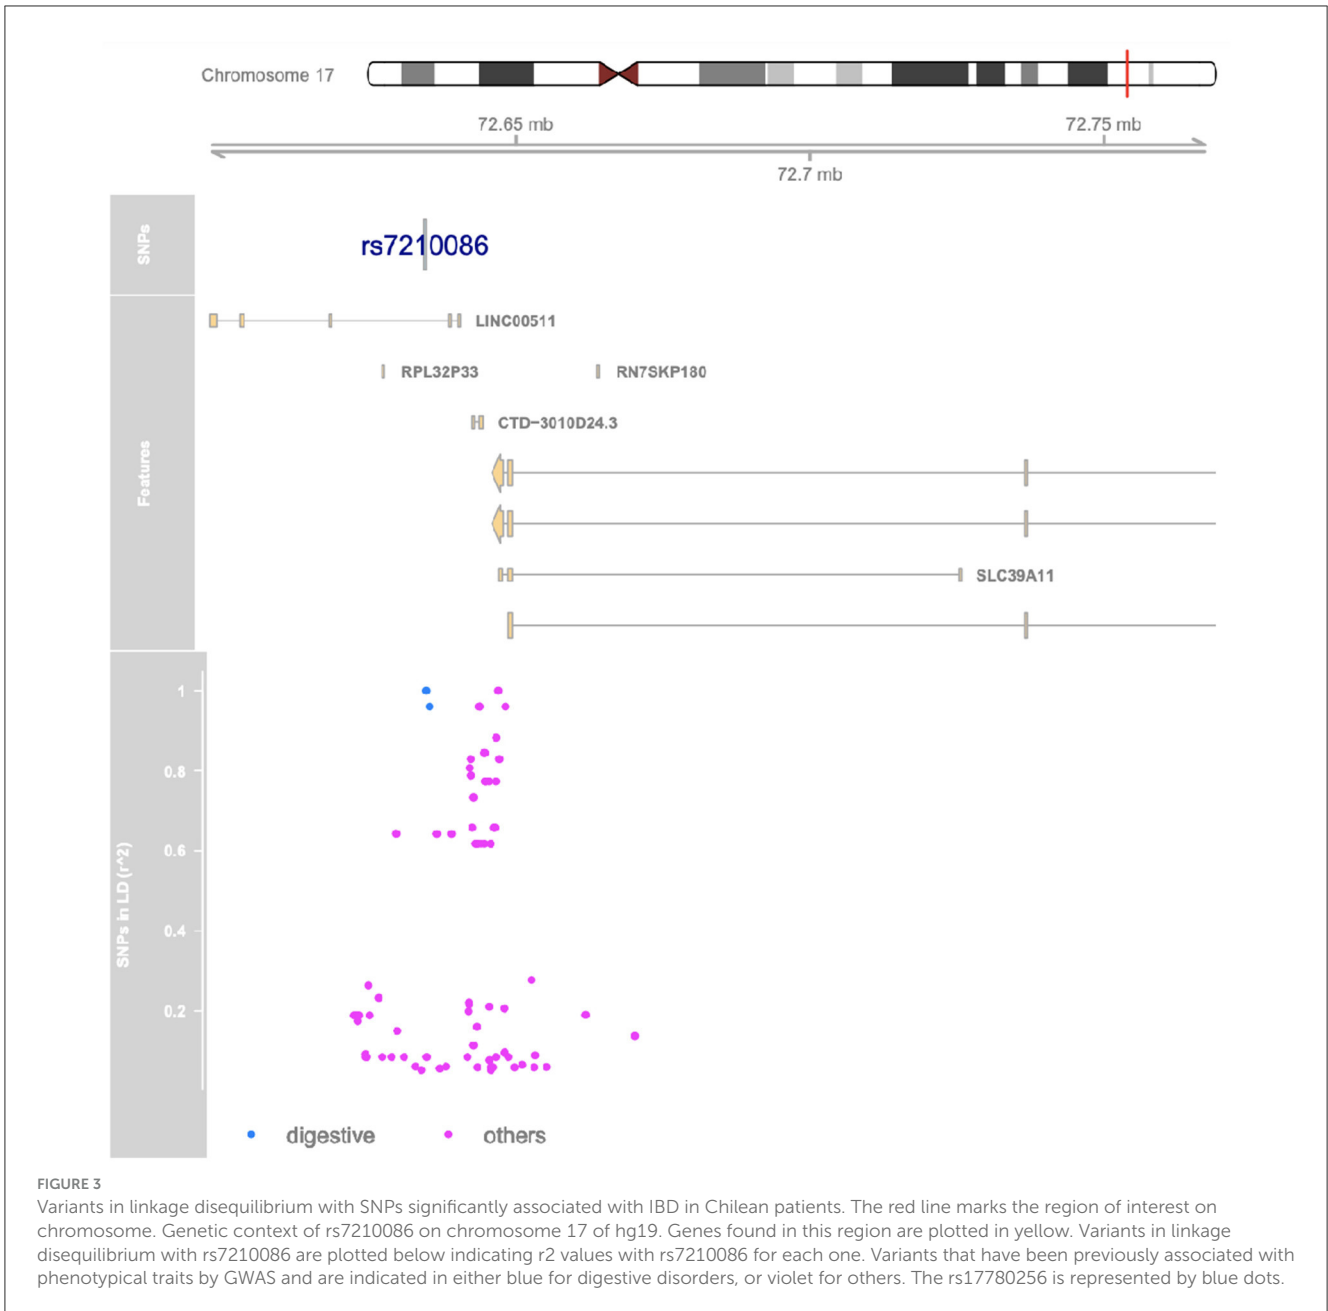 Chromosome 17
72.65 mb
72.75 mb
72.7 mb
SNPs
rs7210086
Features
LINC00511
RPL32P33
RN7SKP180
CTD-3010D24.3
SLC39A11
SNPs in LD (r^2)
1
0.8
0.6
0.4
0.2
digestive
others
FIGURE 3
Variants in linkage disequilibrium with SNPs significantly associated with IBD in Chilean patients. The red line marks the region of interest on
chromosome. Genetic context of rs7210086 on chromosome 17 of hg19. Genes found in this region are plotted in yellow. Variants in linkage
disequilibrium with rs7210086 are plotted below indicating r2 values with rs7210086 for each one. Variants that have been previously associated with
phenotypical traits by GWAS and are indicated in either blue for digestive disorders, or violet for others. The rs17780256 is represented by blue dots.